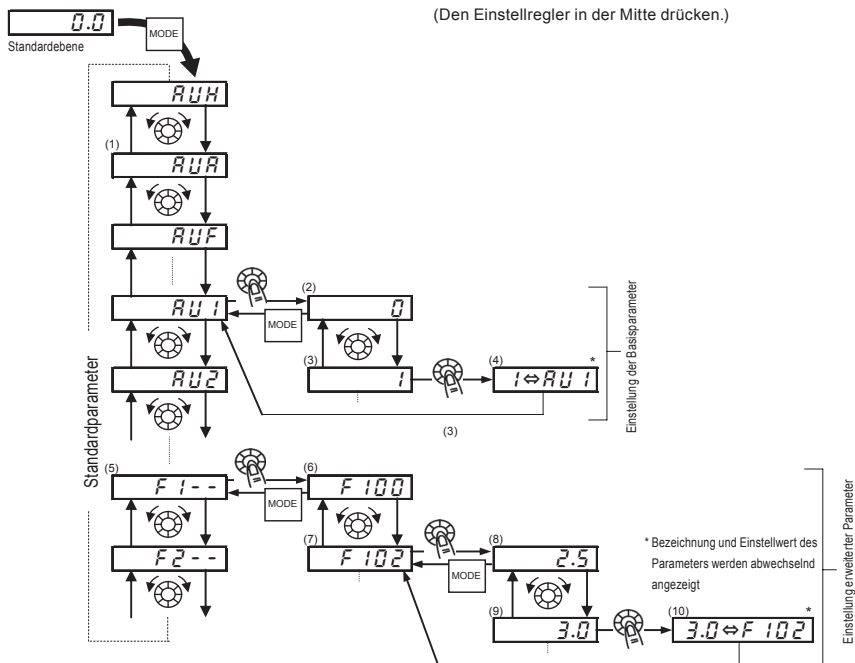 (Den Einstellregler in der Mitte drücken.)
0.0
MODE
Standardebene
AUH
(1)
AUA
AUF
(2)
AU1
0
MODE
(3)
(4)
*
AU2
1
1⇔AU1
(3)
Einstellung der Basisparameter
Standardparameter
(5)
(6)
F1--
F100
MODE
(7)
(8)
F2--
F102
2.5
MODE
* Bezeichnung und Einstellwert des
Parameters werden abwechselnd
angezeigt
(9)
(10)
*
3.0
3.0⇔F102
Einstellung erweiterter Parameter